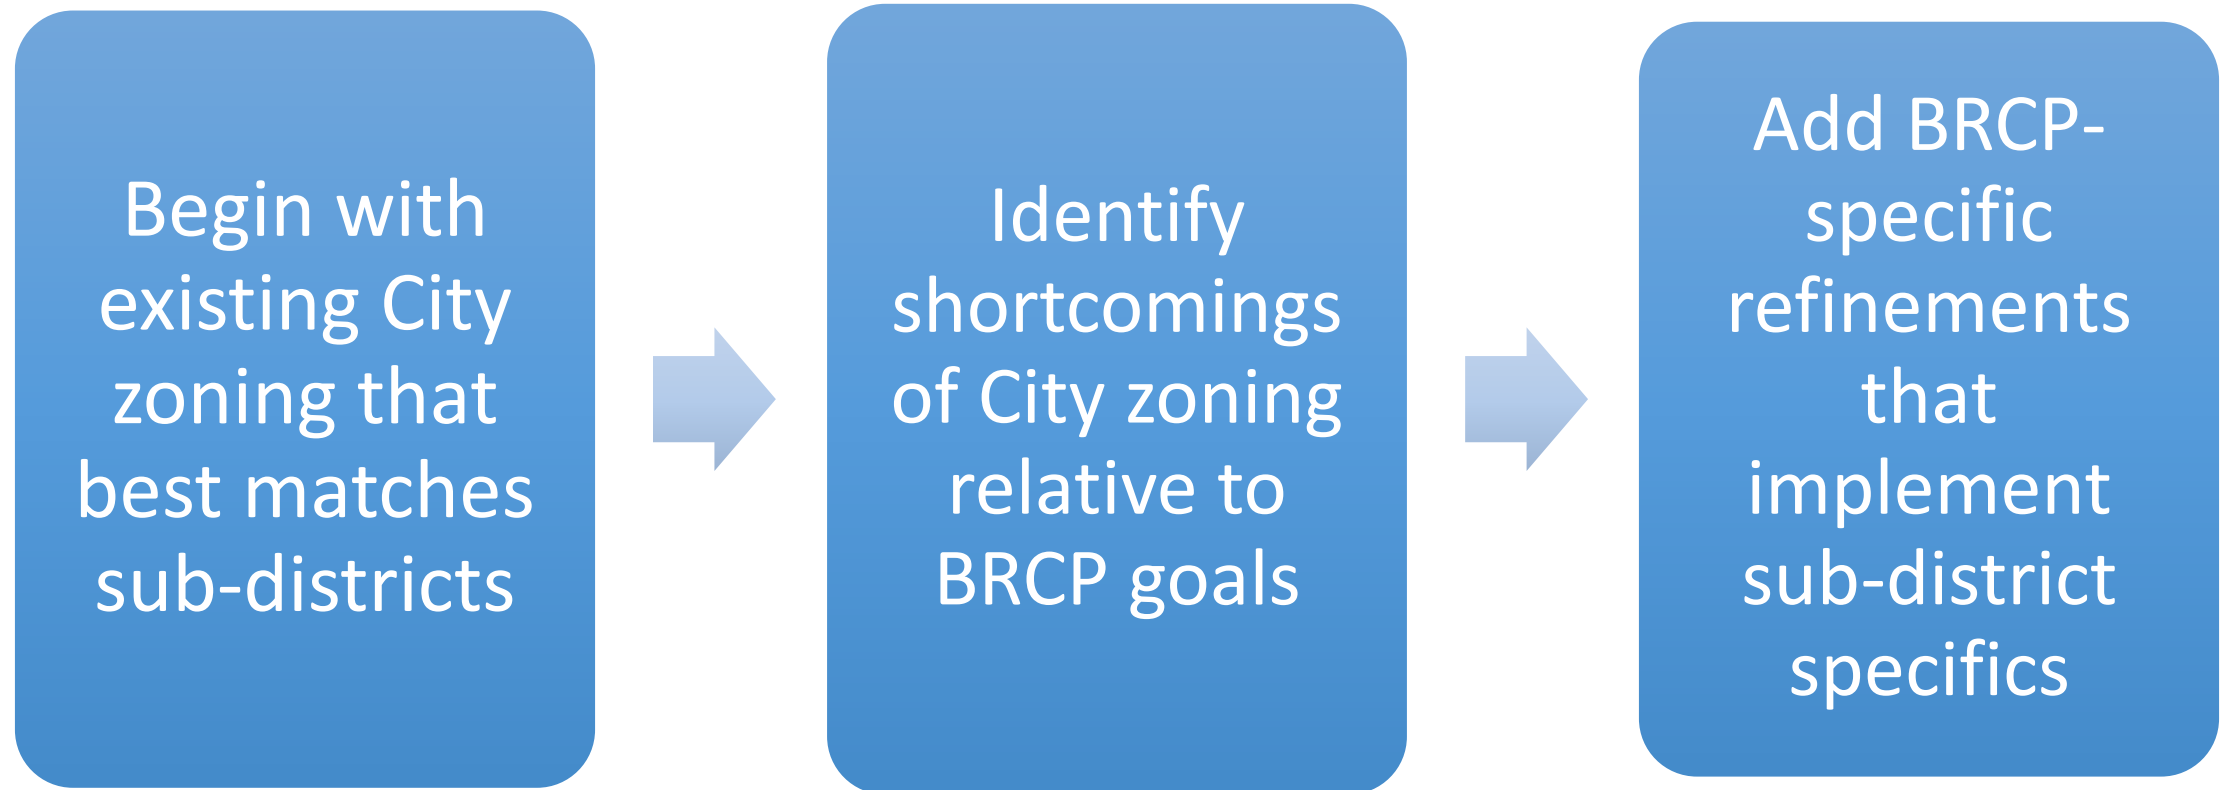 Begin with
existing City
zoning that
best matches
sub-districts
Identify
shortcomings
of City zoning
relative to
BRCP goals
Add BRCP-
specific
refinements
that
implement
sub-district
specifics